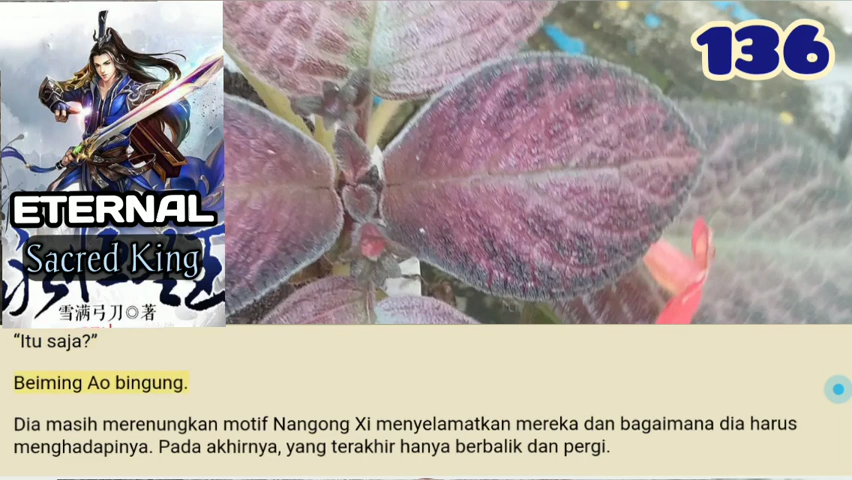 136
ETERNAL
Sacred King
雪满弓刀◎著
“Itu saja?”
Beiming Ao bingung.
Dia masih merenungkan motif Nangong Xi menyelamatkan mereka dan bagaimana dia harus
menghadapinya. Pada akhirnya, yang terakhir hanya berbalik dan pergi.